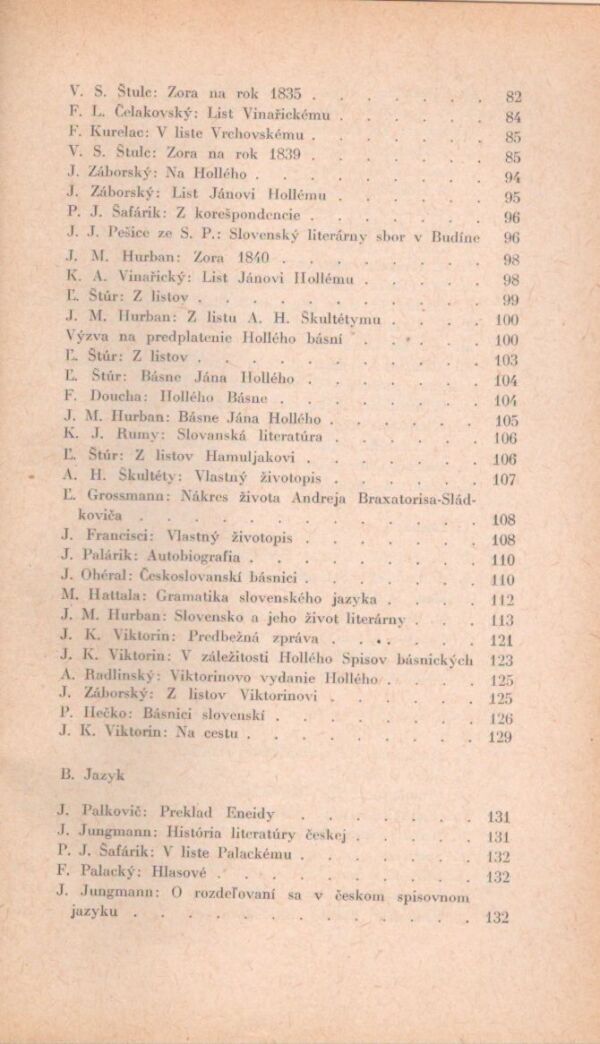 V. S. Štulc: Zora na rok 1835 . . . . . . . 82
F. L. Čelakovský: List Vinařickému . . . . . . 84
F. Kurelac: V liste Vrchovskému . . . . . . . 85
V. S. Štulc: Zora na rok 1839 . . . . . . . 85
J. Záborský: Na Hollého . . . . . . . . . 94
J. Záborský: List Jánovi Hollému . . . . . . 95
P. J. Šafárik: Z korešpondencie . . . . . . . 96
J. J. Pešice ze S. P.: Slovenský literárny sbor v Budíne 96
J. M. Hurban: Zora 1840 . . . . . . . . 98
K. A. Vinařický: List Jánovi Hollému . . . . . 98
Ľ. Štúr: Z listov . . . . . . . . . . . 99
J. M. Hurban: Z listu A. H. Škultétymu . . . . 100
Výzva na predplatenie Hollého básní . . . . . 100
Ľ. Štúr: Z listov . . . . . . . . . . . 103
Ľ. Štúr: Básne Jána Hollého . . . . . . . 104
F. Doucha: Hollého Básne . . . . . . . . 104
J. M. Hurban: Básne Jána Hollého . . . . . . 105
K. J. Rumy: Slovanská literatúra . . . . . . 106
Ľ. Štúr: Z listov Hamuljakovi . . . . . . . 106
A. H. Škultéty: Vlastný životopis . . . . . . 107
Ľ. Grossmann: Nákres života Andreja Braxatorisa-Slád-
koviča . . . . . . . . . . . . . 108
J. Francisci: Vlastný životopis . . . . . . . 108
J. Palárik: Autobiografia . . . . . . . . . 110
J. Ohéral: Československí básnici . . . . . . . 110
M. Hattala: Gramatika slovenského jazyka . . . . 112
J. M. Hurban: Slovensko a jeho život literárny . . . 113
J. K. Viktorin: Predbežná zpráva . . . . . . 121
J. K. Viktorin: V záležitosti Hollého Spisov básnických 123
A. Radlinský: Viktorinovo vydanie Hollého . . . . 125
J. Záborský: Z listov Viktorinovi . . . . . . 125
P. Hečko: Básnici slovenskí . . . . . . . . 126
J. K. Viktorin: Na cestu . . . . . . . . . 129
B. Jazyk
J. Palkovič: Preklad Eneidy . . . . . . . 131
J. Jungmann: História literatúry českej . . . . . 131
P. J. Šafárik: V liste Palackému . . . . . . . 132
F. Palacký: Hlasové . . . . . . . . . . 132
J. Jungmann: O rozdeľovaní sa v českom spisovnom
jazyku . . . . . . . . . . . . . 132